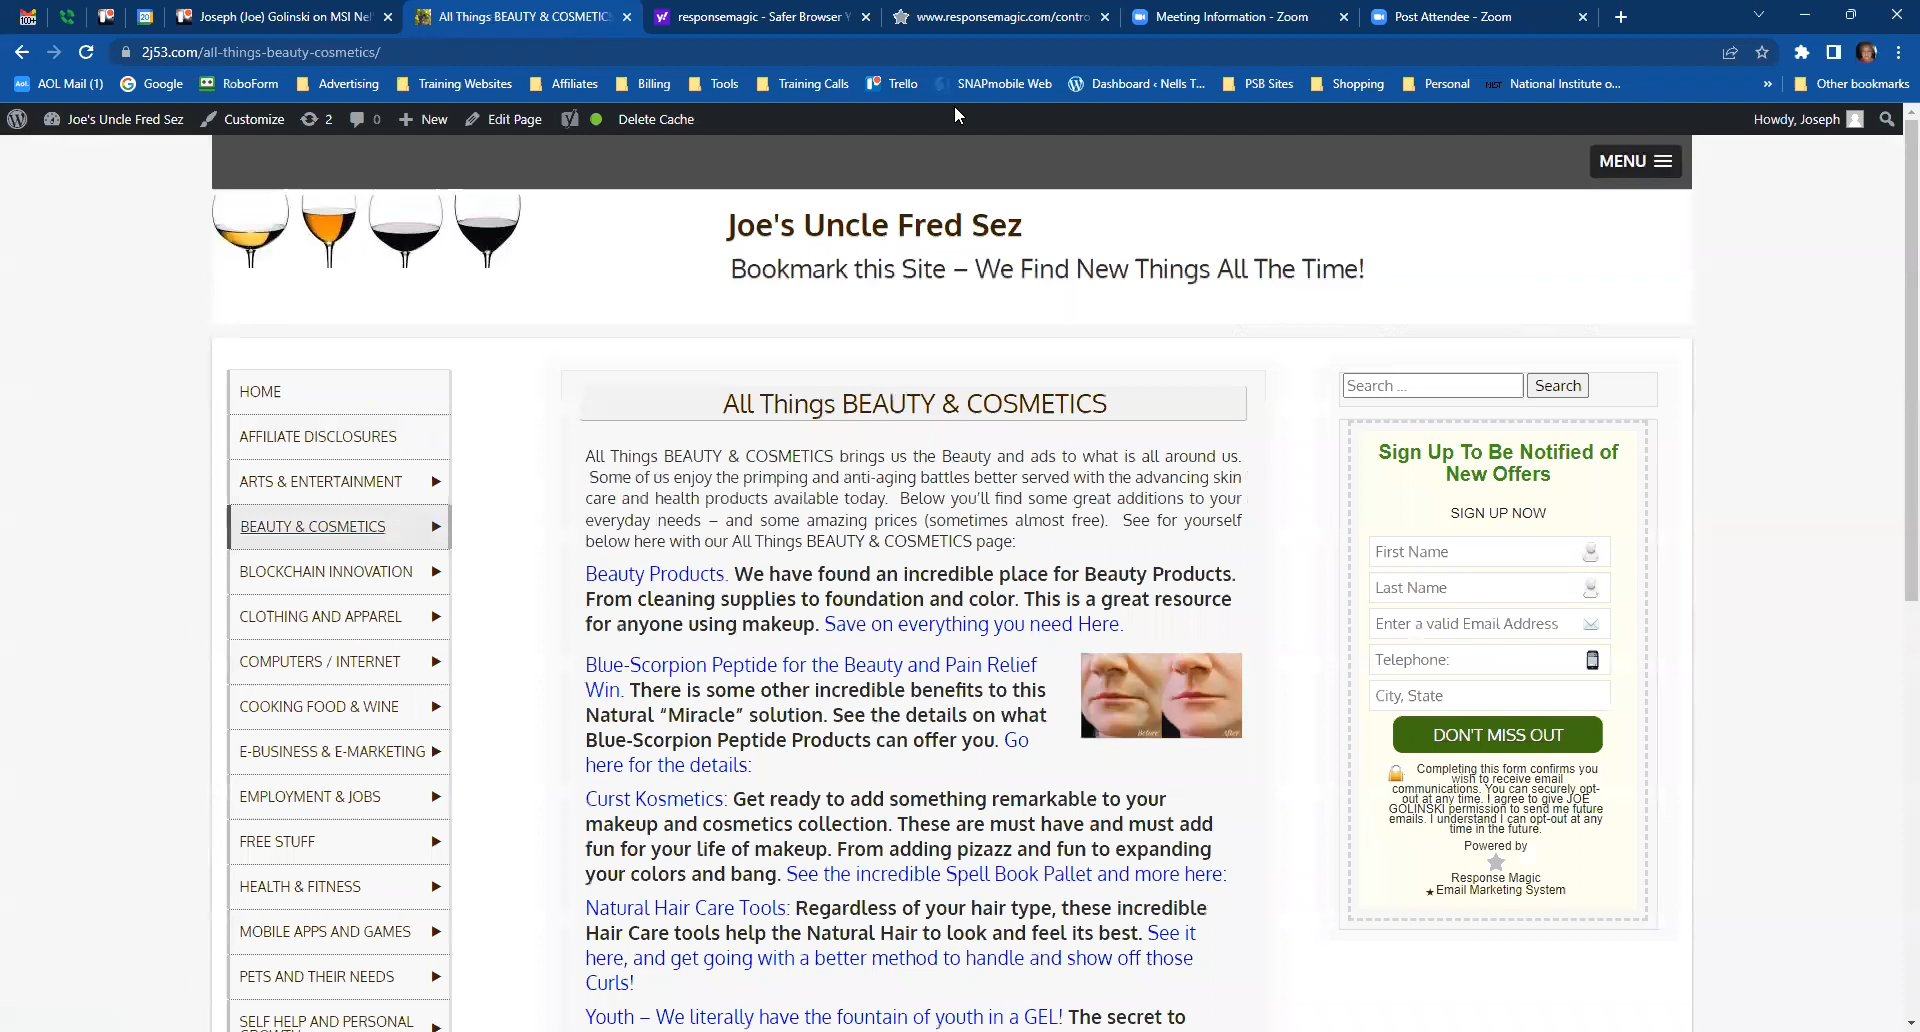 100+
20
Joseph (Joe) Golinski on MSI Nel
All Things BEAUTY & COSMETICS
responsemagic - Safer Browser Y
www.responsemagic.com/contro
Meeting Information - Zoom
Post Attendee - Zoom
2j53.com/all-things-beauty-cosmetics/
Aol.
AOL Mail (1)
Google
RoboForm
Advertising
Training Websites
Affiliates
Billing
Tools
Training Calls
Trello
SNAPmobile Web
Dashboard ‹ Nells T...
PSB Sites
Shopping
Personal
NIST
National Institute o...
»
Other bookmarks
Joe's Uncle Fred Sez
Customize
2
0
New
Edit Page
Delete Cache
Howdy, Joseph
MENU
Joe's Uncle Fred Sez
Bookmark this Site – We Find New Things All The Time!
HOME
AFFILIATE DISCLOSURES
ARTS & ENTERTAINMENT
BEAUTY & COSMETICS
BLOCKCHAIN INNOVATION
CLOTHING AND APPAREL
COMPUTERS / INTERNET
COOKING FOOD & WINE
E-BUSINESS & E-MARKETING
EMPLOYMENT & JOBS
FREE STUFF
HEALTH & FITNESS
MOBILE APPS AND GAMES
PETS AND THEIR NEEDS
SELF HELP AND PERSONAL
All Things BEAUTY & COSMETICS
All Things BEAUTY & COSMETICS brings us the Beauty and ads to what is all around us.
Some of us enjoy the primping and anti-aging battles better served with the advancing skin
care and health products available today. Below you'll find some great additions to your
everyday needs – and some amazing prices (sometimes almost free). See for yourself
below here with our All Things BEAUTY & COSMETICS page:
Beauty Products. We have found an incredible place for Beauty Products.
From cleaning supplies to foundation and color. This is a great resource
for anyone using makeup. Save on everything you need Here.
Blue-Scorpion Peptide for the Beauty and Pain Relief
Win. There is some other incredible benefits to this
Natural “Miracle” solution. See the details on what
Blue-Scorpion Peptide Products can offer you. Go
here for the details:
Before
After
Curst Kosmetics: Get ready to add something remarkable to your
makeup and cosmetics collection. These are must have and must add
fun for your life of makeup. From adding pizazz and fun to expanding
your colors and bang. See the incredible Spell Book Pallet and more here:
Natural Hair Care Tools: Regardless of your hair type, these incredible
Hair Care tools help the Natural Hair to look and feel its best. See it
here, and get going with a better method to handle and show off those
Curls!
Youth – We literally have the fountain of youth in a GEL! The secret to
Search ...
Search
Sign Up To Be Notified of
New Offers
SIGN UP NOW
First Name
Last Name
Enter a valid Email Address
Telephone:
City, State
DON'T MISS OUT
Completing this form confirms you
wish to receive email
communications. You can securely opt-
out at any time. I agree to give JOE
GOLINSKI permission to send me future
emails. I understand I can opt-out at any
time in the future.
Powered by
Response Magic
★Email Marketing System